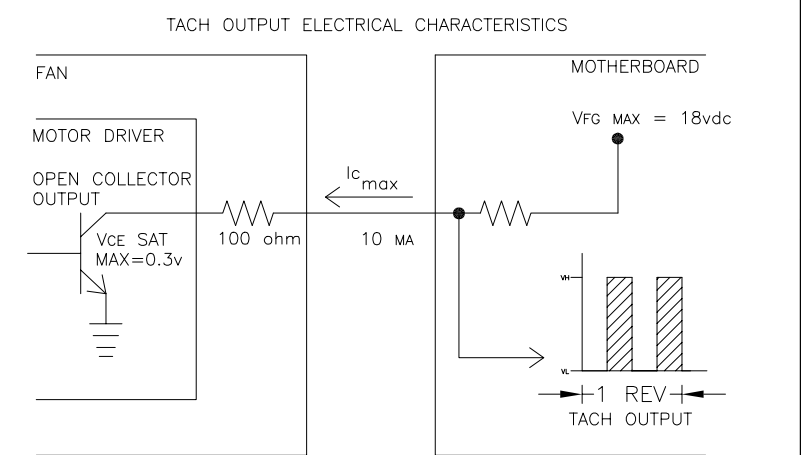 TACH OUTPUT ELECTRICAL CHARACTERISTICS
FAN
MOTHERBOARD
VFG MAX = 18vdc
MOTOR DRIVER
OPEN COLLECTOR
OUTPUT
Ic max
VCE SAT
MAX=0.3v
100 ohm
10 MA
VH
VL
1 REV
TACH OUTPUT